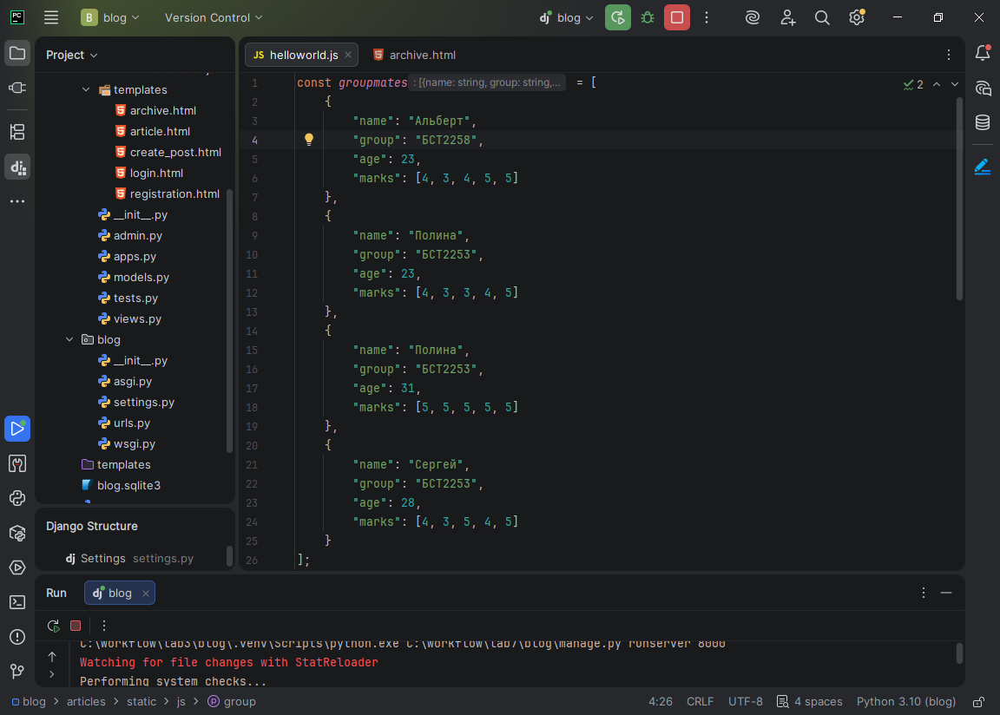 PC
B blog
Version Control
dj blog
Project
templates
archive.html
article.html
create_post.html
login.html
registration.html
__init__.py
admin.py
apps.py
models.py
tests.py
views.py
blog
__init__.py
asgi.py
settings.py
urls.py
wsgi.py
templates
blog.sqlite3
Django Structure
dj Settings settings.py
JS helloworld.js
archive.html
2
1 const groupmates : [{name: string, group: string,... = [
2 {
3 "name": "Альберт",
4 "group": "БСТ2258",
5 "age": 23,
6 "marks": [4, 3, 4, 5, 5]
7 },
8 {
9 "name": "Полина",
10 "group": "БСТ2253",
11 "age": 23,
12 "marks": [4, 3, 3, 4, 5]
13 },
14 {
15 "name": "Полина",
16 "group": "БСТ2253",
17 "age": 31,
18 "marks": [5, 5, 5, 5, 5]
19 },
20 {
21 "name": "Сергей",
22 "group": "БСТ2253",
23 "age": 28,
24 "marks": [4, 3, 5, 4, 5]
25 }
26 ];
Run
dj blog
C:\workflow\lab3\blog\.venv\Scripts\python.exe C:\workflow\lab7\blog\manage.py runserver 8000
Watching for file changes with StatReloader
Performing system checks...
blog > articles > static > js > p group
4:26 CRLF UTF-8 4 spaces Python 3.10 (blog)